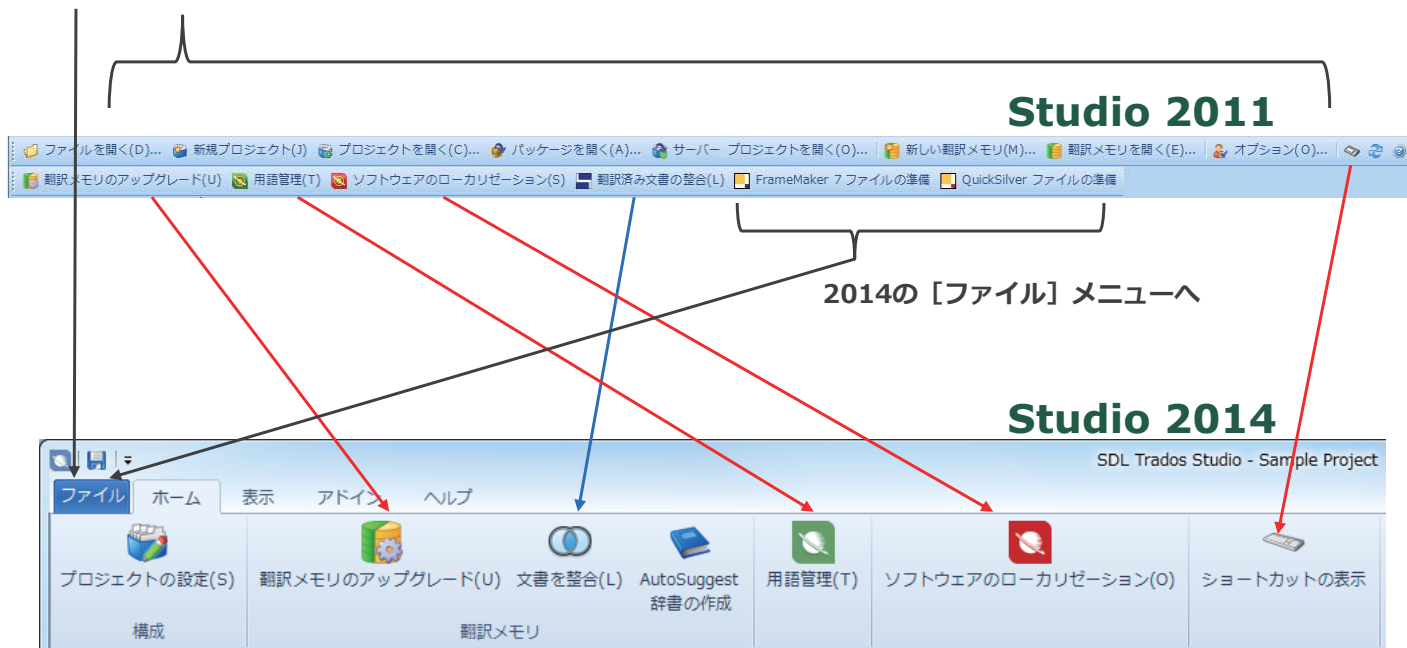 Studio 2011
ファイルを開く(D)... 新規プロジェクト(J) プロジェクトを開く(C)... パッケージを開く(A)... サーバー プロジェクトを開く(O)... 新しい翻訳メモリ(M)... 翻訳メモリを開く(E)... オプション(O)...
翻訳メモリのアップグレード(U) 用語管理(T) ソフトウェアのローカリゼーション(S) 翻訳済み文書の整合(L) FrameMaker 7 ファイルの準備 QuickSilver ファイルの準備
2014の［ファイル］メニューへ
Studio 2014
SDL Trados Studio - Sample Project
ファイル ホーム 表示 アドイン ヘルプ
プロジェクトの設定(S) 翻訳メモリのアップグレード(U) 文書を整合(L) AutoSuggest 用語管理(T) ソフトウェアのローカリゼーション(O) ショートカットの表示
辞書の作成
構成 翻訳メモリ